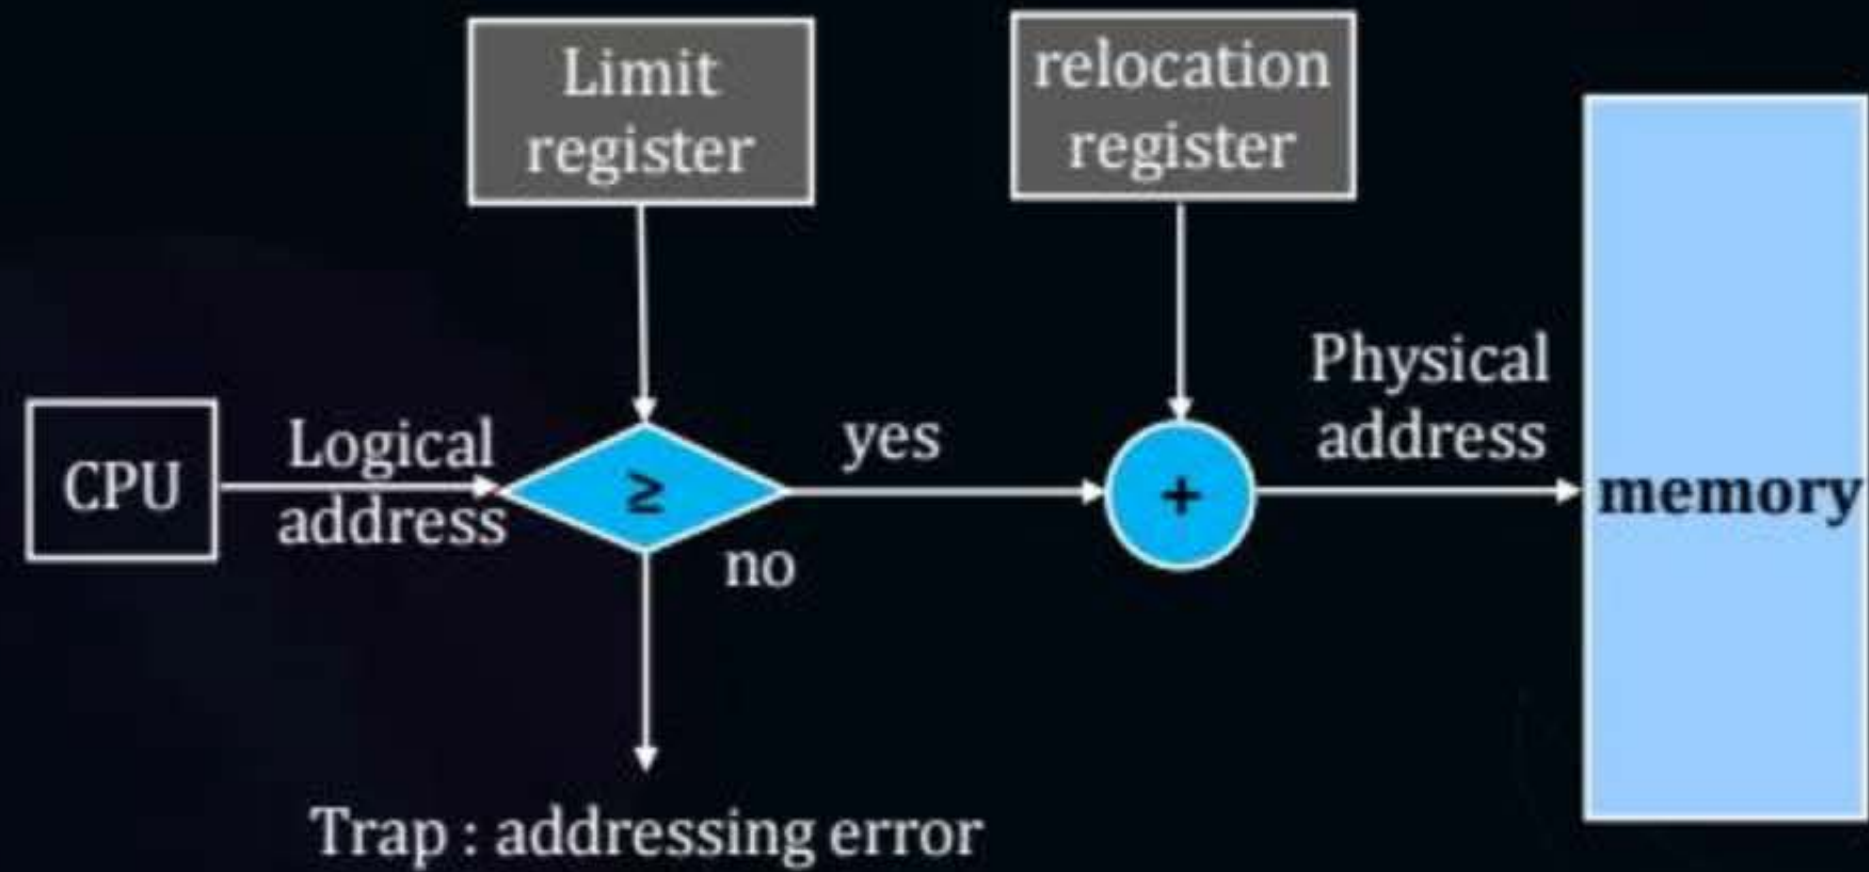 Limit
register
relocation
register
CPU
Logical
address
≥
yes
no
+
Physical
address
memory
Trap : addressing error